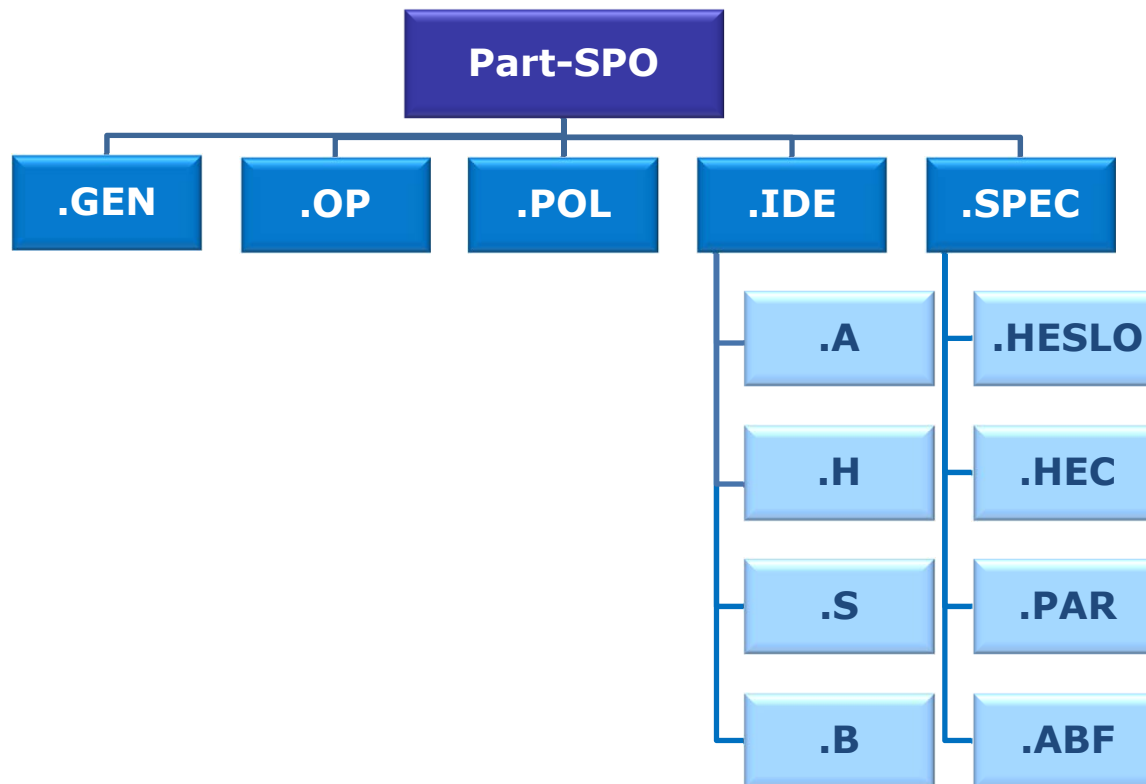 Part-SPO
.GEN
.OP
.POL
.IDE
.SPEC
.A
.HESLO
.H
.HEC
.S
.PAR
.B
.ABF